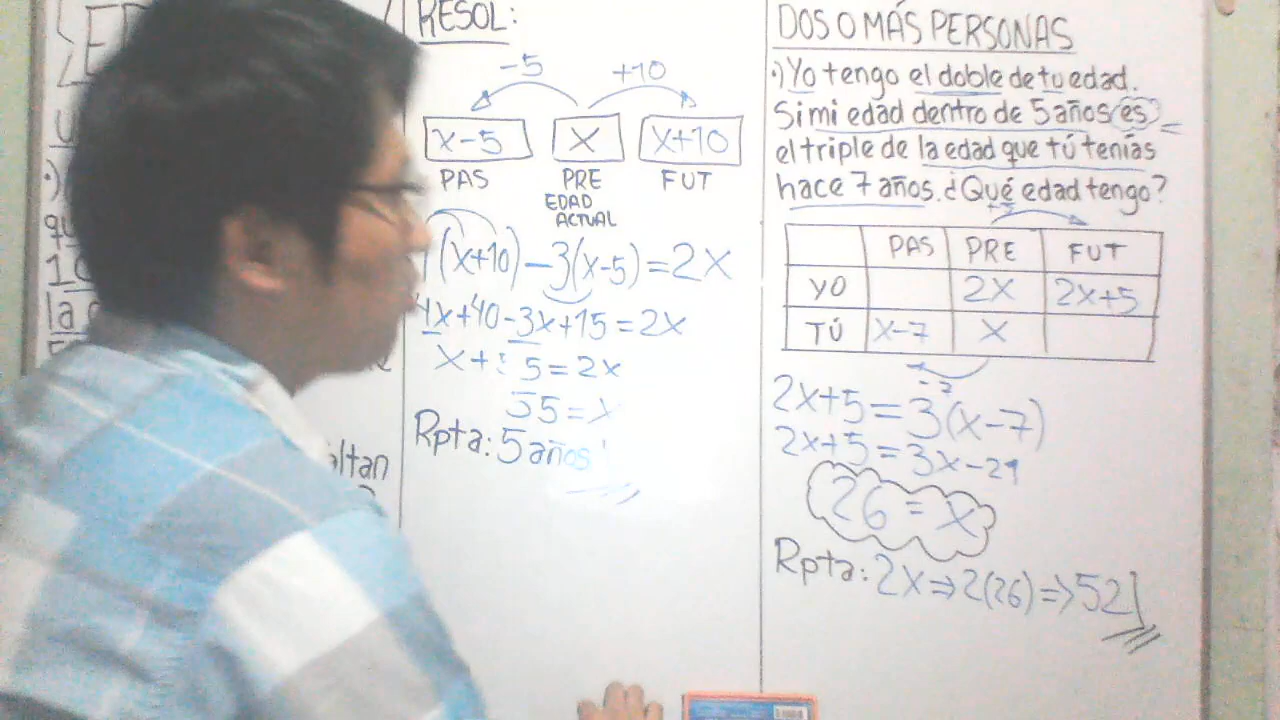 RESOL:
-5 +10
x-5 x x+10
PAS PRE FUT
EDAD
ACTUAL
(x+10)-3(x-5)=2x
4x+40-3x+15=2x
x+55=2x
55=x
Rpta: 5 años
ltan
DOS O MÁS PERSONAS
•) Yo tengo el doble de tu edad.
Si mi edad dentro de 5 años es
el triple de la edad que tú tenías
hace 7 años. ¿Qué edad tengo?
+5
PAS PRE FUT
YO 2x 2x+5
TÚ x-7 x
-7
2x+5=3(x-7)
2x+5=3x-21
26=x
Rpta: 2x⇒2(26)⇒52